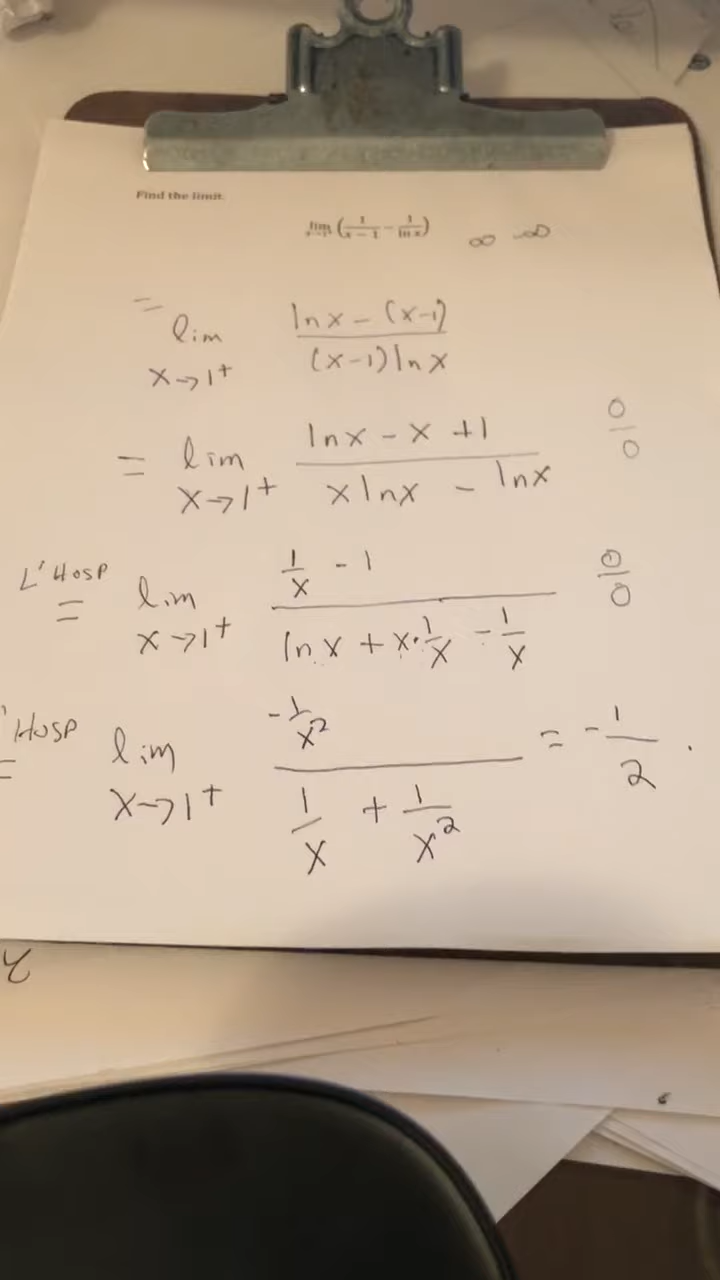 Find the limit.
lim x→1⁺ (1/(x − 1) − 1/ln x) ∞ − ∞
= lim x→1⁺ (ln x − (x−1))/((x−1) ln x)
= lim x→1⁺ (ln x − x + 1)/(x ln x − ln x) 0/0
L'HOSP = lim x→1⁺ (1/x − 1)/(ln x + x · 1/x − 1/x) 0/0
'HOSP = lim x→1⁺ (−1/x²)/(1/x + 1/x²) = −1/2 .